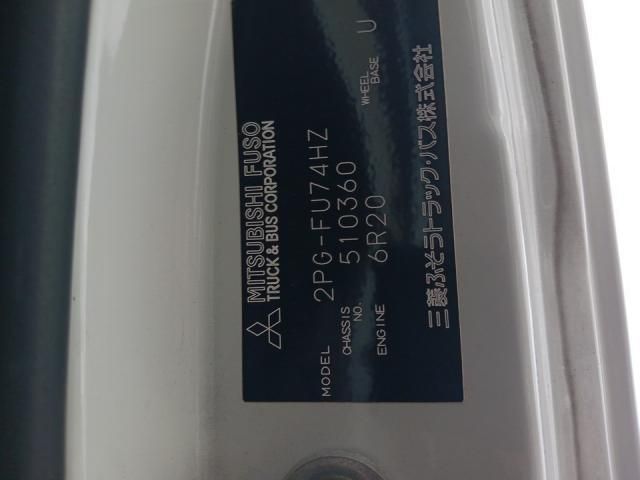 MITSUBISHI FUSO
TRUCK & BUS CORPORATION
MODEL 2PG-FU74HZ
CHASSIS NO. 510360
ENGINE 6R20 WHEEL BASE U
三菱ふそうトラック・バス株式会社